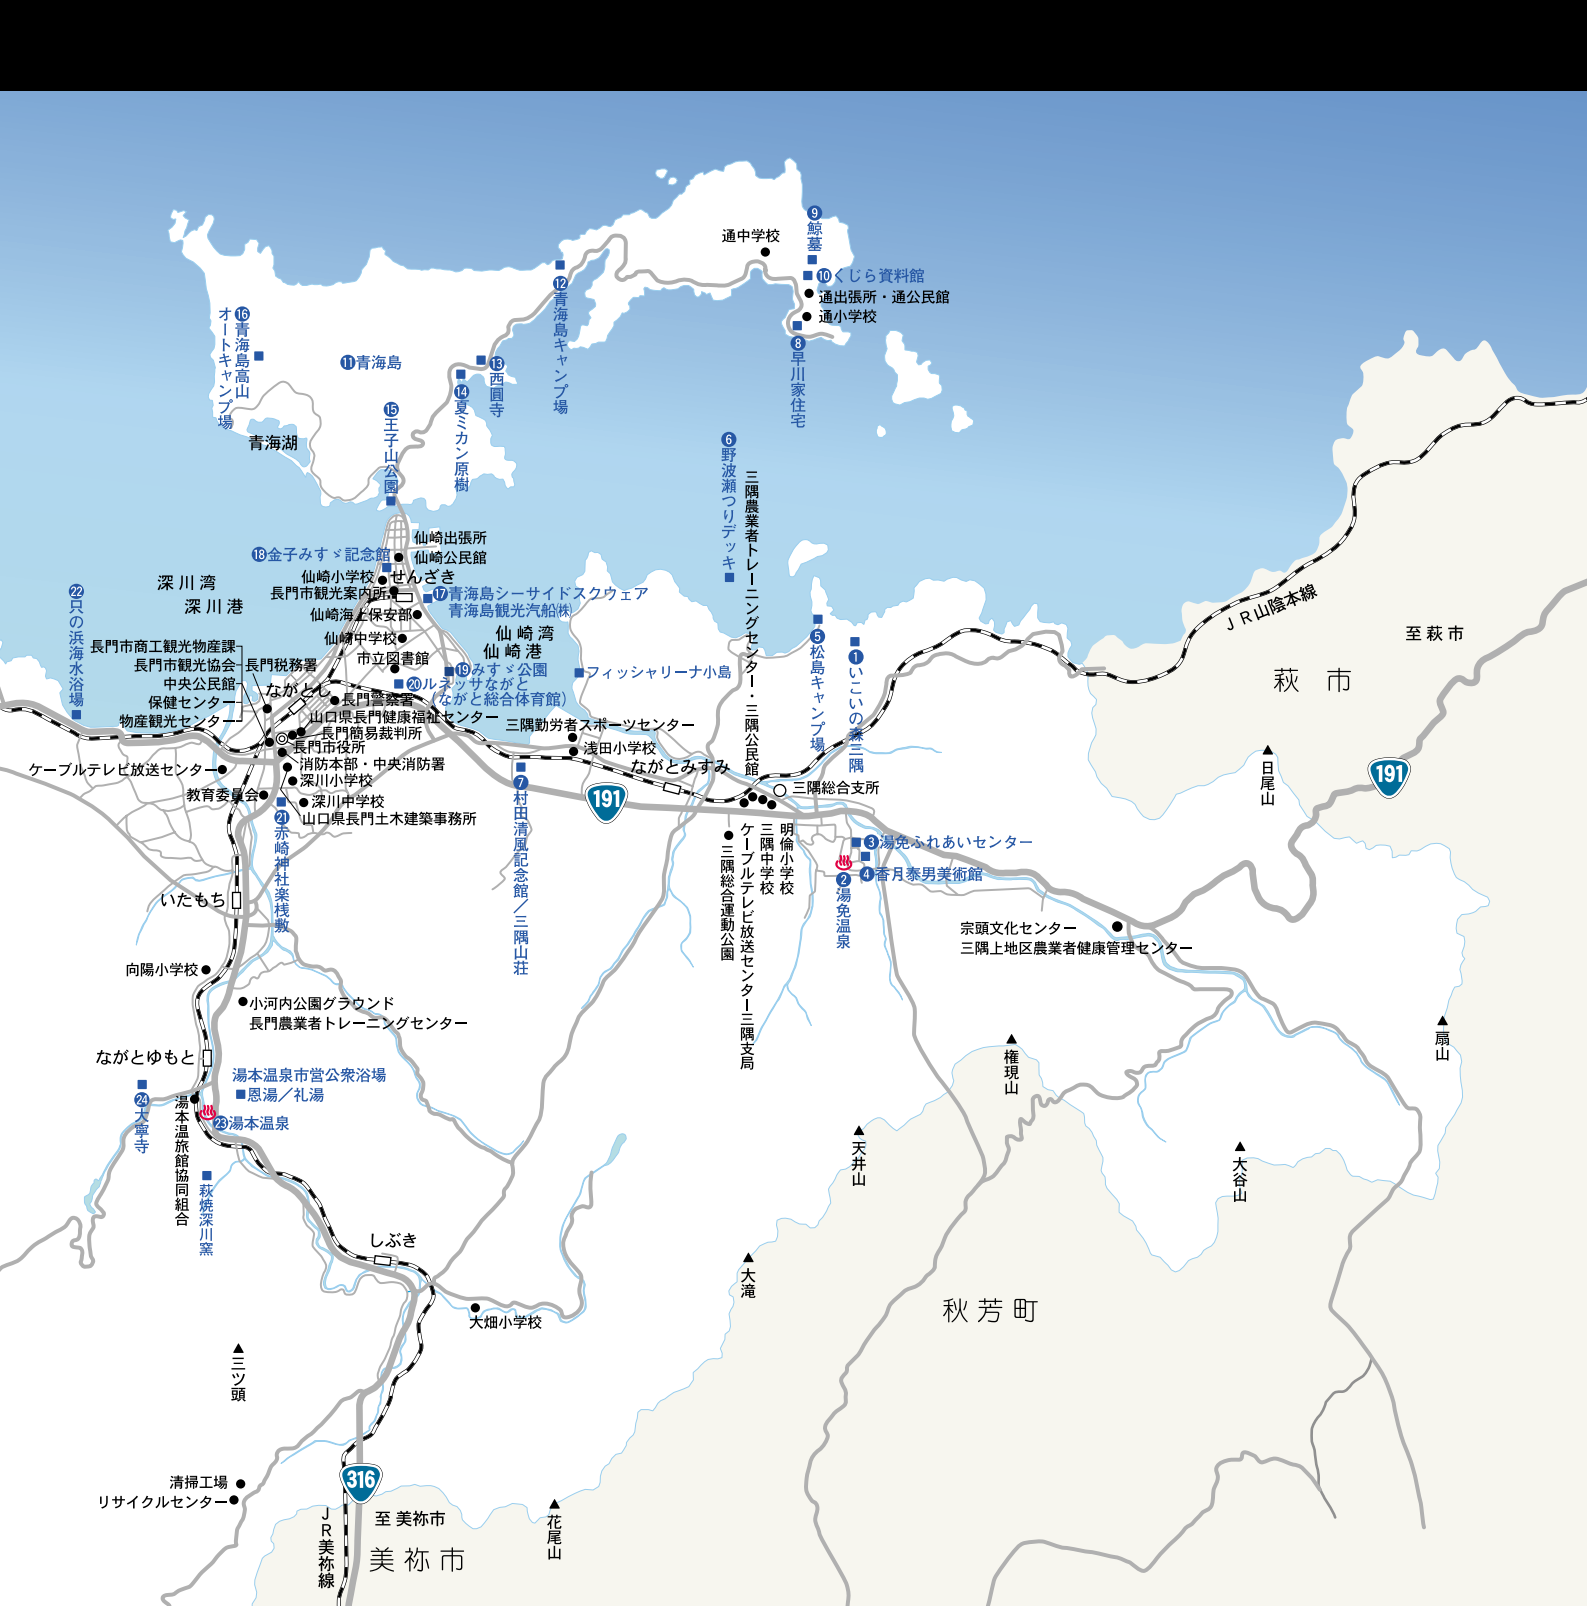 通中学校
⑨鯨墓
⑩くじら資料館
通出張所・通公民館
通小学校
⑧早川家住宅
⑫青海島キャンプ場
⑯青海島高山
オートキャンプ場
⑪青海島
⑬西圓寺
⑭夏ミカン原樹
⑮王子山公園
青海湖
⑥野波瀬つりデッキ
三隅農業者トレーニングセンター・三隅公民館
仙崎出張所
仙崎公民館
⑱金子みすゞ記念館
仙崎小学校
せんざき
長門市観光案内所
⑰青海島シーサイドスクウェア
青海島観光汽船㈱
仙崎海上保安部
仙崎湾
仙崎港
仙崎中学校
市立図書館
⑲みすゞ公園
⑳ルネッサながと
(ながと総合体育館)
フィッシャリーナ小島
深川湾
深川港
㉒只の浜海水浴場
長門市商工観光物産課
長門市観光協会
長門税務署
中央公民館
ながとし
保健センター
物産観光センター
長門警察署
山口県長門健康福祉センター
長門簡易裁判所
長門市役所
消防本部・中央消防署
深川小学校
深川中学校
山口県長門土木建築事務所
ケーブルテレビ放送センター
教育委員会
㉑赤崎神社楽桟敷
三隅勤労者スポーツセンター
浅田小学校
ながとみすみ
⑤松島キャンプ場
①いこいの森三隅
三隅総合支所
⑦村田清風記念館/三隅山荘
191
明倫小学校
三隅中学校
ケーブルテレビ放送センター三隅支局
三隅総合運動公園
③湯免ふれあいセンター
④香月泰男美術館
②湯免温泉
JR山陰本線
至萩市
萩市
191
日尾山
宗頭文化センター
三隅上地区農業者健康管理センター
扇山
権現山
天井山
大谷山
大滝
秋芳町
いたもち
向陽小学校
小河内公園グラウンド
長門農業者トレーニングセンター
ながとゆもと
湯本温泉市営公衆浴場
恩湯/礼湯
㉔大寧寺
㉓湯本温泉
湯本温旅館協同組合
萩焼深川窯
しぶき
大畑小学校
三ツ頭
清掃工場
リサイクルセンター
316
JR美祢線
至 美祢市
美祢市
花尾山